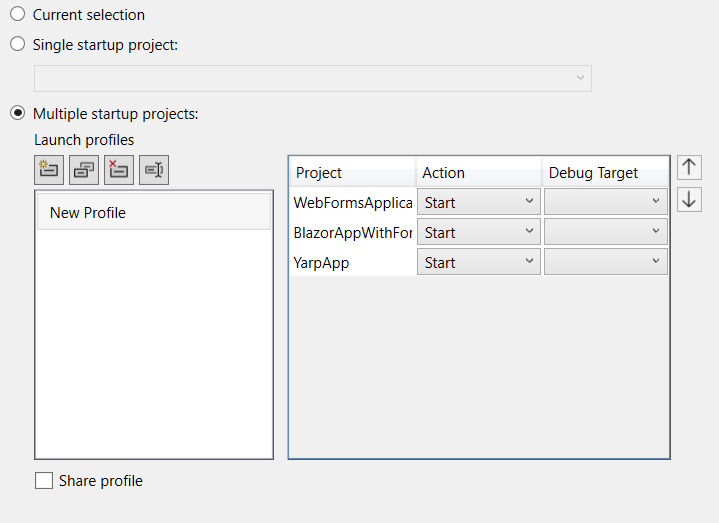 Current selection
Single startup project:
Multiple startup projects:
Launch profiles
New Profile
Project Action Debug Target
WebFormsApplica Start
BlazorAppWithFor Start
YarpApp Start
Share profile